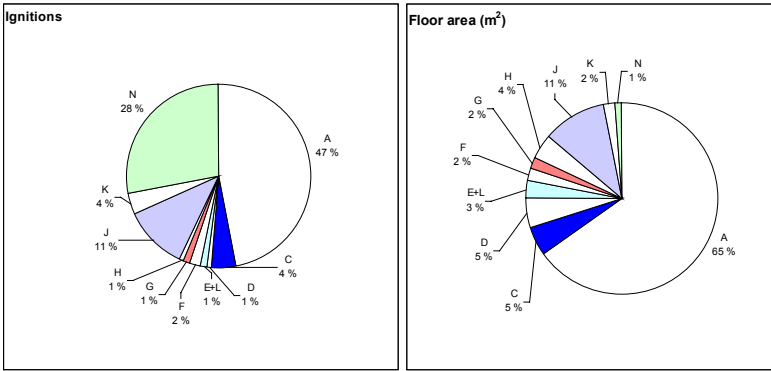 Ignitions
N
28 %
A
47 %
K
4 %
J
11 %
H
1 %
G
1 %
F
2 %
E+L
1 %
D
1 %
C
4 %
Floor area (m²)
K
2 %
N
1 %
J
11 %
H
4 %
G
2 %
F
2 %
E+L
3 %
D
5 %
C
5 %
A
65 %